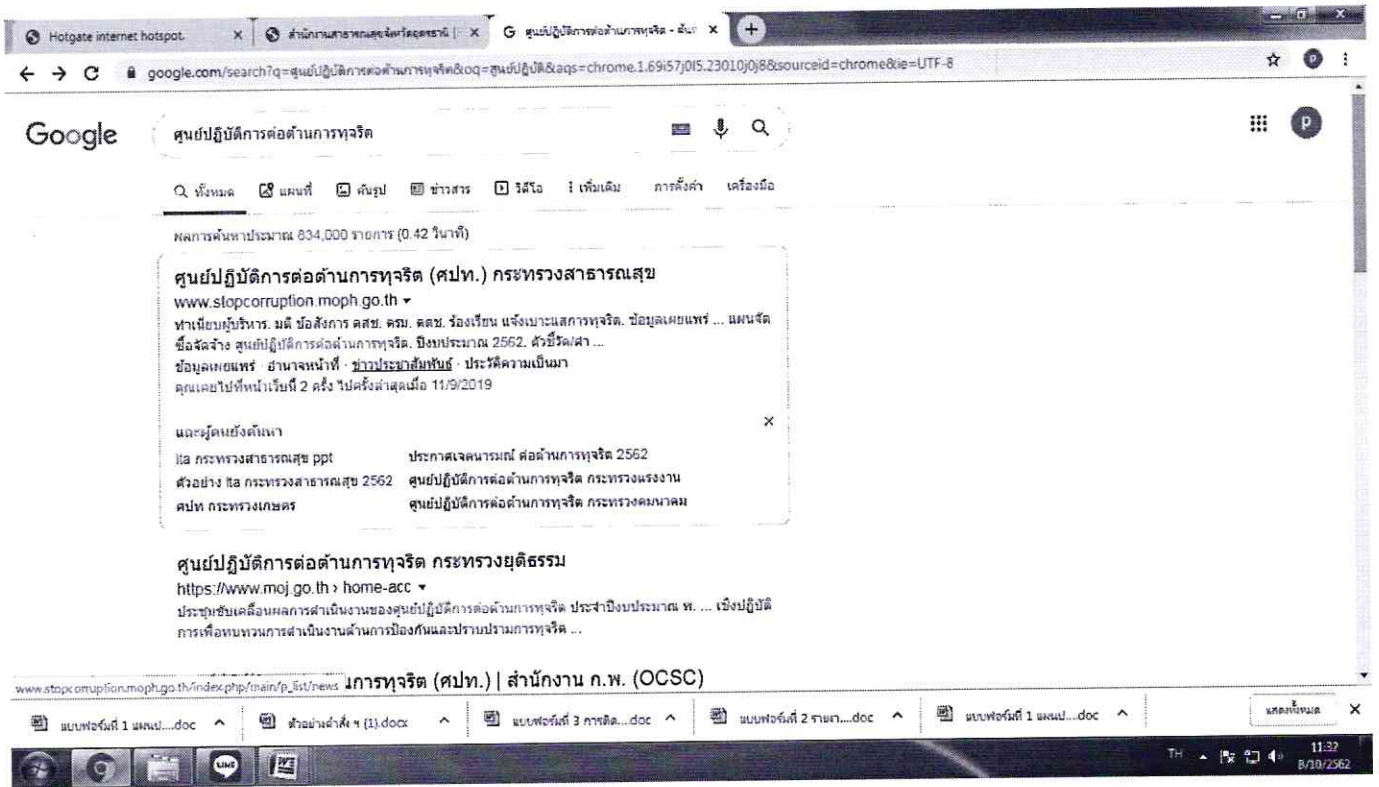 Hotgate internet hotspot.
สำนักงานสาธารณสุขจังหวัดอุดรธานี |
ศูนย์ปฏิบัติการต่อต้านการทุจริต - ค้น
google.com/search?q=ศูนย์ปฏิบัติการต่อต้านการทุจริต&oq=ศูนย์ปฏิบัติ&aqs=chrome.1.69i57j0l5.23010j0j8&sourceid=chrome&ie=UTF-8
Google
ศูนย์ปฏิบัติการต่อต้านการทุจริต
P
ทั้งหมด แผนที่ ค้นรูป ข่าวสาร วิดีโอ เพิ่มเติม การตั้งค่า เครื่องมือ
ผลการค้นหาประมาณ 834,000 รายการ (0.42 วินาที)
ศูนย์ปฏิบัติการต่อต้านการทุจริต (ศปท.) กระทรวงสาธารณสุข
www.stopcorruption.moph.go.th
ทำเนียบผู้บริหาร. มติ ข้อสั่งการ คสช. ครม. คตช. ร้องเรียน แจ้งเบาะแสการทุจริต. ข้อมูลเผยแพร่ ... แผนจัด
ซื้อจัดจ้าง ศูนย์ปฏิบัติการต่อต้านการทุจริต. ปีงบประมาณ 2562. ตัวชี้วัด/คำ ...
ข้อมูลเผยแพร่ · อำนาจหน้าที่ · ข่าวประชาสัมพันธ์ · ประวัติความเป็นมา
คุณเคยไปที่หน้าเว็บนี้ 2 ครั้ง ไปครั้งล่าสุดเมื่อ 11/9/2019
และผู้คนยังค้นหา
ita กระทรวงสาธารณสุข ppt
ประกาศเจตนารมณ์ ต่อต้านการทุจริต 2562
ตัวอย่าง ita กระทรวงสาธารณสุข 2562
ศูนย์ปฏิบัติการต่อต้านการทุจริต กระทรวงแรงงาน
ศปท กระทรวงเกษตร
ศูนย์ปฏิบัติการต่อต้านการทุจริต กระทรวงคมนาคม
ศูนย์ปฏิบัติการต่อต้านการทุจริต กระทรวงยุติธรรม
https://www.moj.go.th › home-acc
ประชุมขับเคลื่อนผลการดำเนินงานของศูนย์ปฏิบัติการต่อต้านการทุจริต ประจำปีงบประมาณ พ. ... เชิงปฏิบัติ
การเพื่อทบทวนการดำเนินงานด้านการป้องกันและปราบปรามการทุจริต ...
นการทุจริต (ศปท.) | สำนักงาน ก.พ. (OCSC)
www.stopcorruption.moph.go.th/index.php/main/p_list/news
แบบฟอร์มที่ 1 แผนป....doc
ตัวอย่างคำสั่ง ฯ (1).docx
แบบฟอร์มที่ 3 การติด....doc
แบบฟอร์มที่ 2 รายง....doc
แบบฟอร์มที่ 1 แผนป....doc
แสดงทั้งหมด
LINE
TH
11:32
8/10/2562